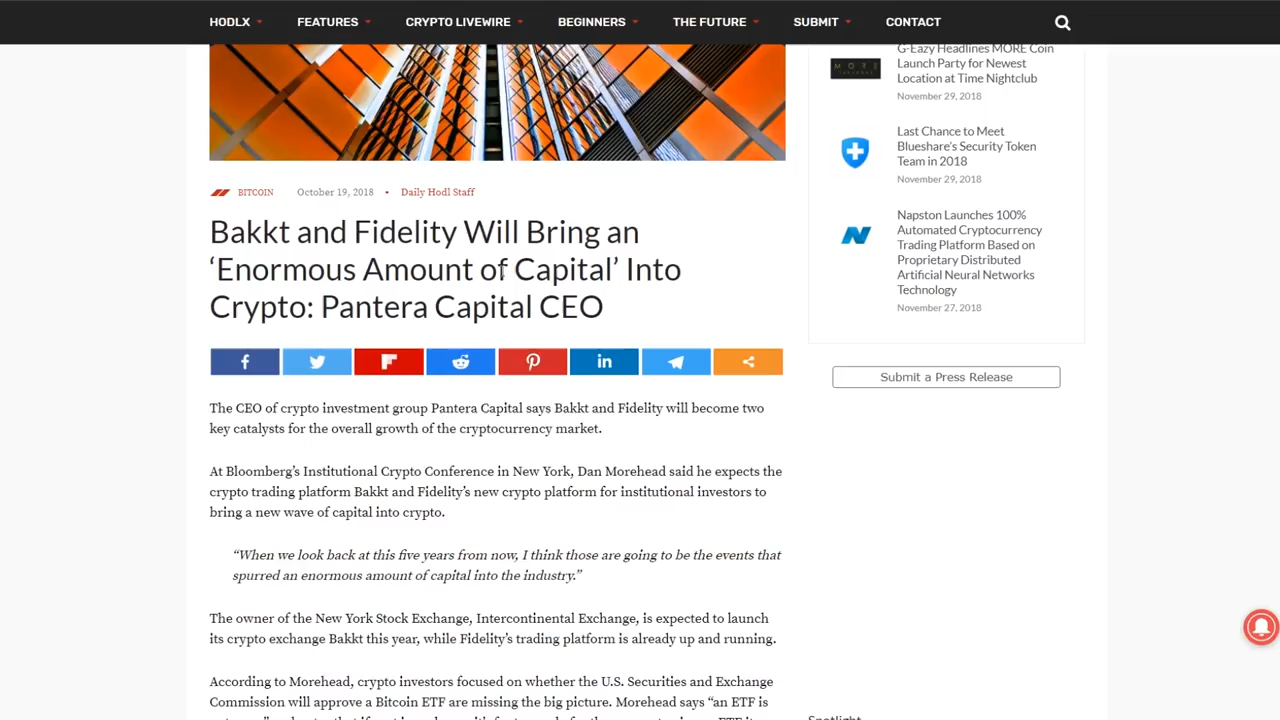 HODLX FEATURES CRYPTO LIVEWIRE BEGINNERS THE FUTURE SUBMIT CONTACT
BITCOIN October 19, 2018 • Daily Hodl Staff
Bakkt and Fidelity Will Bring an
‘Enormous Amount of Capital’ Into
Crypto: Pantera Capital CEO
The CEO of crypto investment group Pantera Capital says Bakkt and Fidelity will become two
key catalysts for the overall growth of the cryptocurrency market.
At Bloomberg’s Institutional Crypto Conference in New York, Dan Morehead said he expects the
crypto trading platform Bakkt and Fidelity’s new crypto platform for institutional investors to
bring a new wave of capital into crypto.
“When we look back at this five years from now, I think those are going to be the events that
spurred an enormous amount of capital into the industry.”
The owner of the New York Stock Exchange, Intercontinental Exchange, is expected to launch
its crypto exchange Bakkt this year, while Fidelity’s trading platform is already up and running.
According to Morehead, crypto investors focused on whether the U.S. Securities and Exchange
Commission will approve a Bitcoin ETF are missing the big picture. Morehead says “an ETF is
G-Eazy Headlines MORE Coin
Launch Party for Newest
Location at Time Nightclub
November 29, 2018
Last Chance to Meet
Blueshare’s Security Token
Team in 2018
November 29, 2018
Napston Launches 100%
Automated Cryptocurrency
Trading Platform Based on
Proprietary Distributed
Artificial Neural Networks
Technology
November 27, 2018
Submit a Press Release
Spotlight